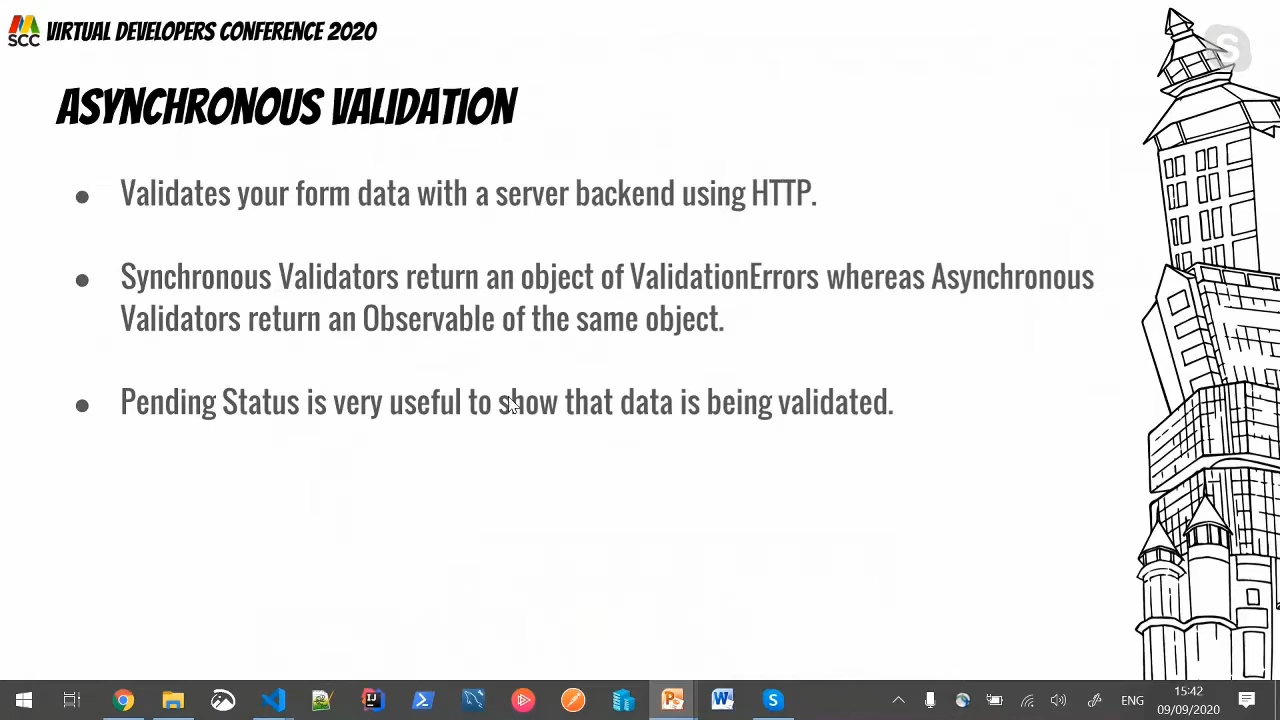 SCC VIRTUAL DEVELOPERS CONFERENCE 2020
ASYNCHRONOUS VALIDATION
● Validates your form data with a server backend using HTTP.
● Synchronous Validators return an object of ValidationErrors whereas Asynchronous
Validators return an Observable of the same object.
● Pending Status is very useful to show that data is being validated.
ENG
15:42
09/09/2020